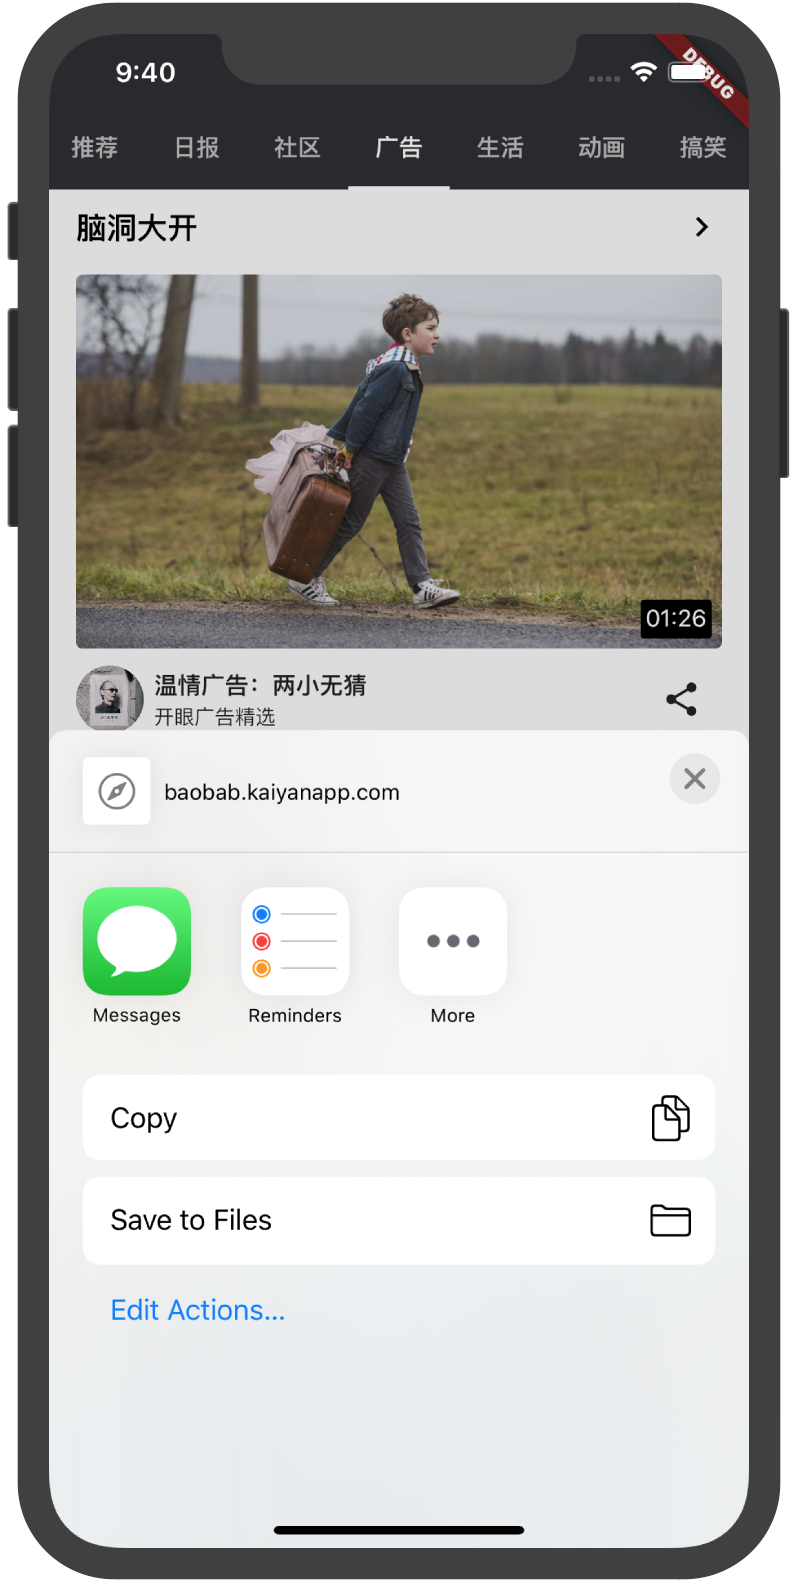 9:40
DEBUG
推荐 日报 社区 广告 生活 动画 搞笑
脑洞大开
01:26
温情广告：两小无猜
开眼广告精选
baobab.kaiyanapp.com
Messages Reminders More
Copy
Save to Files
Edit Actions...